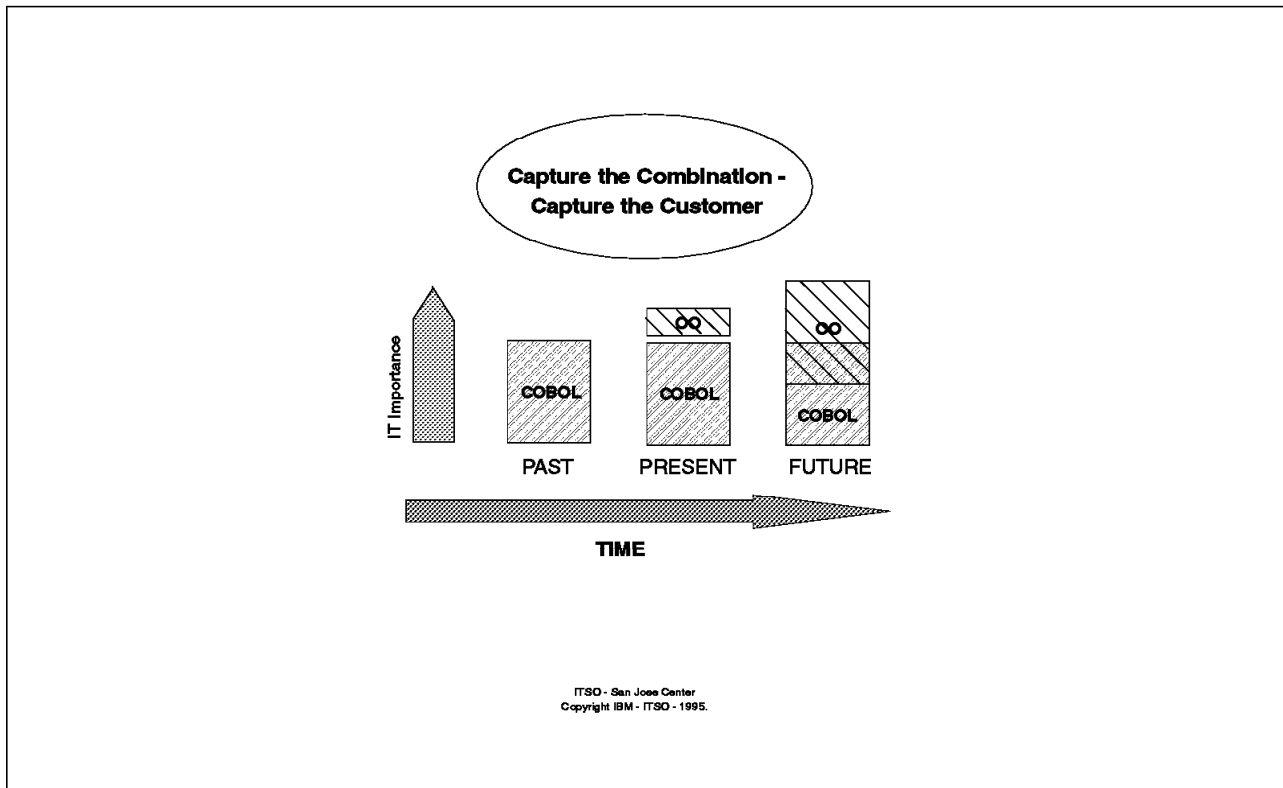 Capture the Combination -
Capture the Customer
IT Importance
OO
OO
COBOL
COBOL
COBOL
PAST
PRESENT
FUTURE
TIME
ITSO - San Jose Center
Copyright IBM - ITSO - 1995.